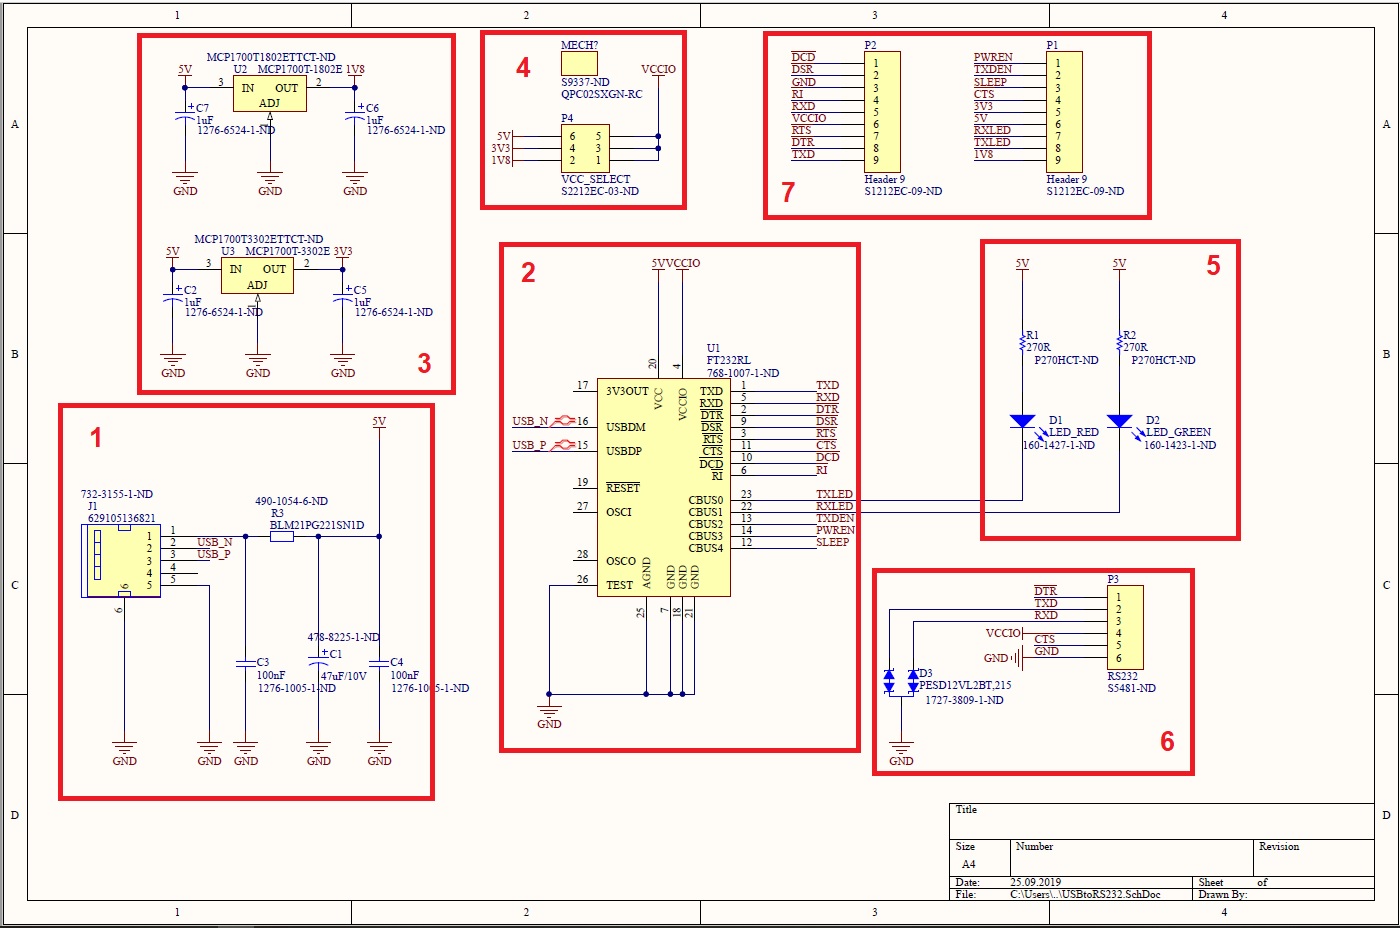 1 2 3 4
A
B
C
D
MCP1700T1802ETTCT-ND
5V U2 MCP1700T-1802E 1V8
3 IN OUT 2
ADJ
C7
1uF
1276-6524-1-ND
C6
1uF
1276-6524-1-ND
GND GND GND
MCP1700T3302ETTCT-ND
5V U3 MCP1700T-3302E 3V3
3 IN OUT 2
ADJ
C2
1uF
1276-6524-1-ND
C5
1uF
1276-6524-1-ND
GND GND GND
3
4
MECH?
S9337-ND
QPC02SXGN-RC
VCCIO
P4
5V 6 5
3V3 4 3
1V8 2 1
VCC_SELECT
S2212EC-03-ND
7
P2
DCD 1
DSR 2
GND 3
RI 4
RXD 5
VCCIO 6
RTS 7
DTR 8
TXD 9
Header 9
S1212EC-09-ND
P1
PWREN 1
TXDEN 2
SLEEP 3
CTS 4
3V3 5
5V 6
RXLED 7
TXLED 8
1V8 9
Header 9
S1212EC-09-ND
1
5V
732-3155-1-ND
J1
629105136821
1 1
2 2 USB_N
3 3 USB_P
4 4
5 5
6
6
490-1054-6-ND
R3
BLM21PG221SN1D
C3
100nF
1276-1005-1-ND
478-8225-1-ND
C1
47uF/10V
C4
100nF
1276-1005-1-ND
GND GND GND GND GND
2
5V VCCIO
U1
FT232RL
768-1007-1-ND
20 4
VCC VCCIO
17 3V3OUT
USB_N 16 USBDM
USB_P 15 USBDP
19 RESET
27 OSCI
28 OSCO
26 TEST
TXD 1 TXD
RXD 5 RXD
DTR 2 DTR
DSR 9 DSR
RTS 3 RTS
CTS 11 CTS
DCD 10 DCD
RI 6 RI
CBUS0 23 TXLED
CBUS1 22 RXLED
CBUS2 13 TXDEN
CBUS3 14 PWREN
CBUS4 12 SLEEP
AGND GND GND GND
25 7 18 21
GND
5
5V 5V
R1
270R
P270HCT-ND
R2
270R
P270HCT-ND
D1
LED_RED
160-1427-1-ND
D2
LED_GREEN
160-1423-1-ND
6
P3
DTR 1
TXD 2
RXD 3
VCCIO 4
CTS 5
GND GND 6
RS232
S5481-ND
D3
PESD12VL2BT,215
1727-3809-1-ND
GND
Title
Size Number Revision
A4
Date: 25.09.2019 Sheet of
File: C:\Users\..\USBtoRS232.SchDoc Drawn By:
A
B
C
D
1 2 3 4